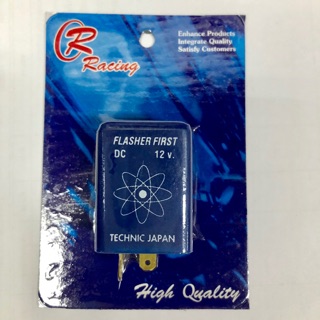 R
Racing
Enhance Products
Integrate Quality
Satisfy Customers
FLASHER FIRST
DC 12 v.
TECHNIC JAPAN
High Quality